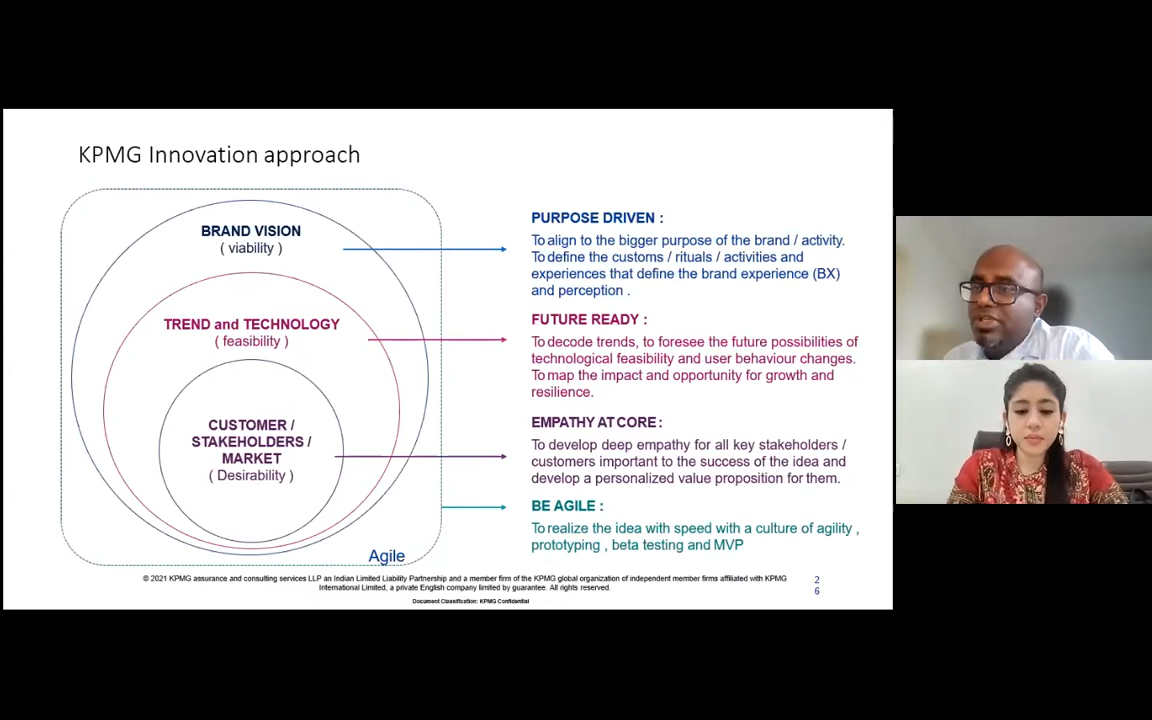 KPMG Innovation approach
BRAND VISION
( viability )
TREND and TECHNOLOGY
( feasibility )
CUSTOMER /
STAKEHOLDERS /
MARKET
( Desirability )
Agile
PURPOSE DRIVEN :
To align to the bigger purpose of the brand / activity.
To define the customs / rituals / activities and
experiences that define the brand experience (BX)
and perception .
FUTURE READY :
To decode trends, to foresee the future possibilities of
technological feasibility and user behaviour changes.
To map the impact and opportunity for growth and
resilience.
EMPATHY AT CORE :
To develop deep empathy for all key stakeholders /
customers important to the success of the idea and
develop a personalized value proposition for them.
BE AGILE :
To realize the idea with speed with a culture of agility ,
prototyping , beta testing and MVP
© 2021 KPMG assurance and consulting services LLP an Indian Limited Liability Partnership and a member firm of the KPMG global organization of independent member firms affiliated with KPMG
International Limited, a private English company limited by guarantee. All rights reserved.
Document Classification: KPMG Confidential
2
6